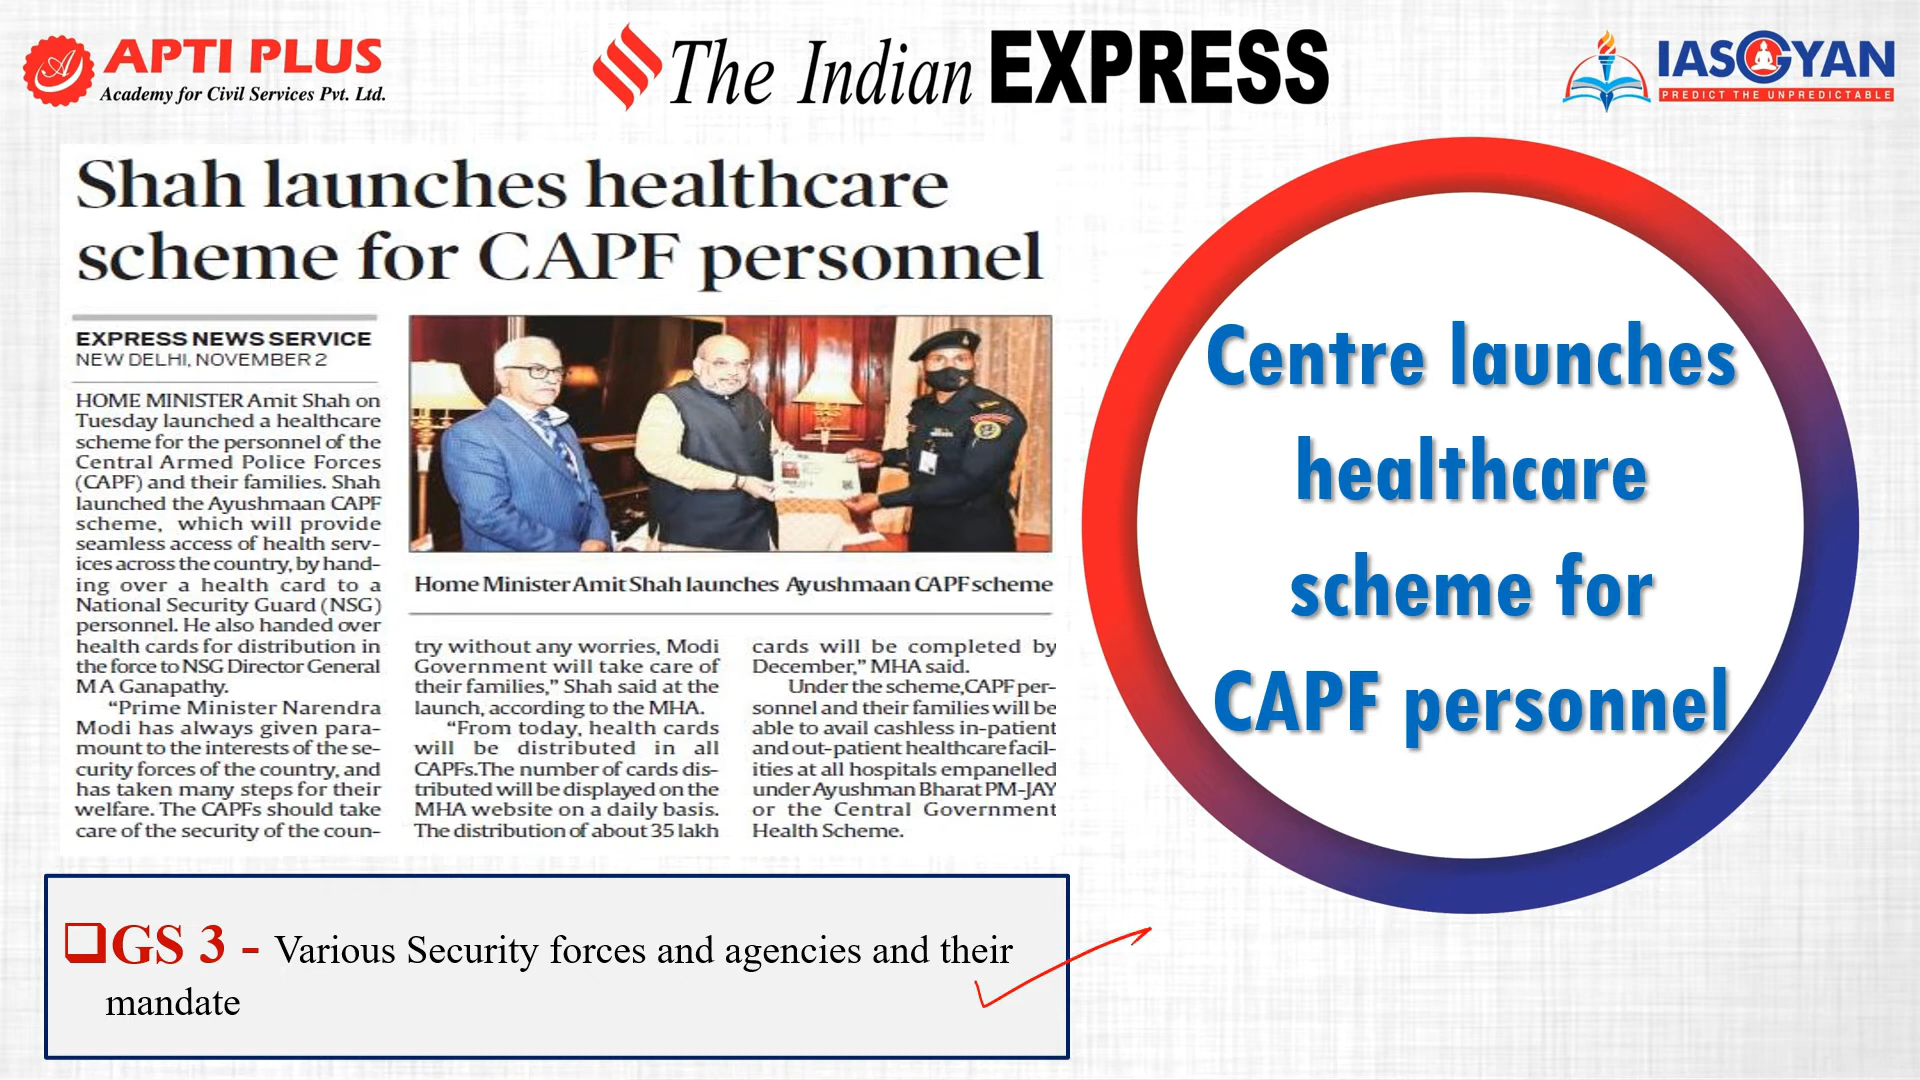 APTI PLUS
Academy for Civil Services Pvt. Ltd.
The Indian EXPRESS
IASGYAN
PREDICT THE UNPREDICTABLE
Shah launches healthcare
scheme for CAPF personnel
EXPRESS NEWS SERVICE
NEW DELHI, NOVEMBER 2
HOME MINISTER Amit Shah on
Tuesday launched a healthcare
scheme for the personnel of the
Central Armed Police Forces
(CAPF) and their families. Shah
launched the Ayushmaan CAPF
scheme, which will provide
seamless access of health serv-
ices across the country, by hand-
ing over a health card to a
National Security Guard (NSG)
personnel. He also handed over
health cards for distribution in
the force to NSG Director General
M A Ganapathy.
“Prime Minister Narendra
Modi has always given para-
mount to the interests of the se-
curity forces of the country, and
has taken many steps for their
welfare. The CAPFs should take
care of the security of the coun-
Home Minister Amit Shah launches Ayushmaan CAPF scheme
try without any worries, Modi
Government will take care of
their families,” Shah said at the
launch, according to the MHA.
“From today, health cards
will be distributed in all
CAPFs.The number of cards dis-
tributed will be displayed on the
MHA website on a daily basis.
The distribution of about 35 lakh
cards will be completed by
December,” MHA said.
Under the scheme, CAPF per-
sonnel and their families will be
able to avail cashless in-patient
and out-patient healthcare facil-
ities at all hospitals empanelled
under Ayushman Bharat PM-JAY
or the Central Government
Health Scheme.
Centre launches
healthcare
scheme for
CAPF personnel
GS 3 - Various Security forces and agencies and their
mandate